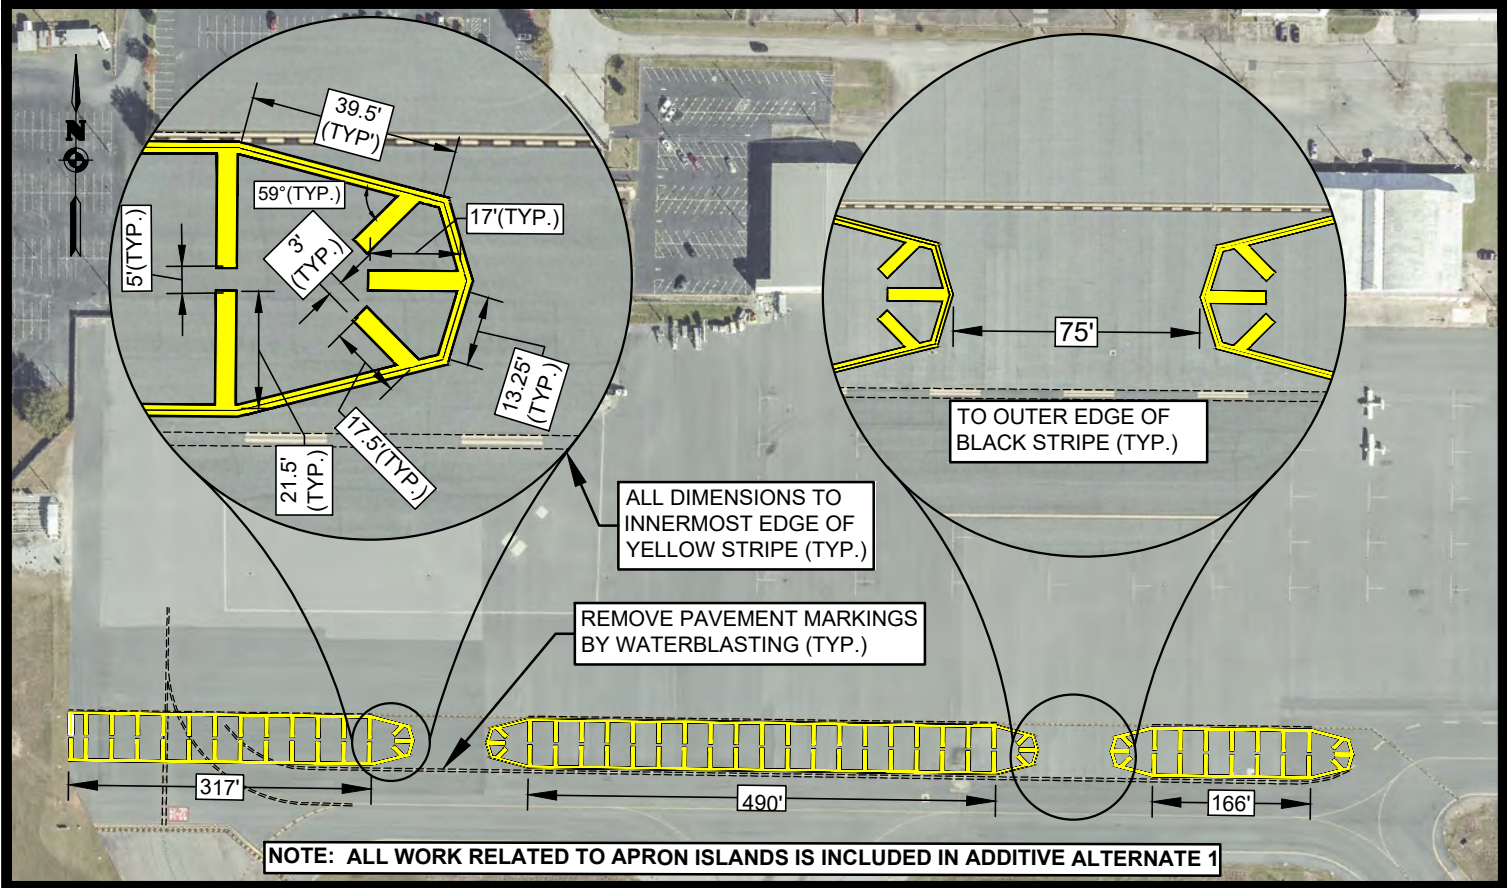 N
39.5'
(TYP')
59°(TYP.)
17'(TYP.)
5'(TYP.)
3'
(TYP.)
13.25'
(TYP.)
17.5'(TYP.)
21.5'
(TYP.)
75'
TO OUTER EDGE OF
BLACK STRIPE (TYP.)
ALL DIMENSIONS TO
INNERMOST EDGE OF
YELLOW STRIPE (TYP.)
REMOVE PAVEMENT MARKINGS
BY WATERBLASTING (TYP.)
317'
490'
166'
NOTE: ALL WORK RELATED TO APRON ISLANDS IS INCLUDED IN ADDITIVE ALTERNATE 1